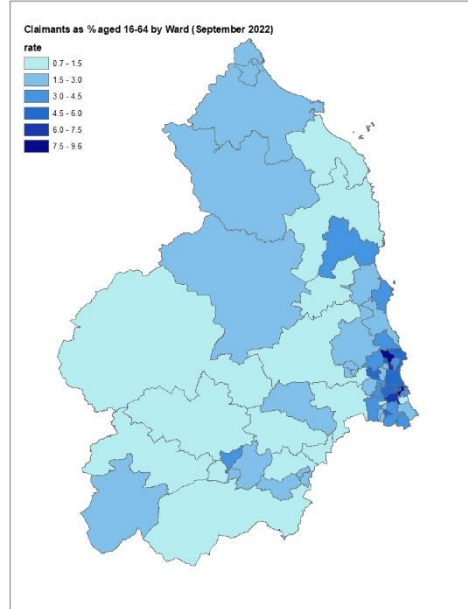 Claimants as % aged 16-64 by Ward (September 2022)
rate
0.7 - 1.5
1.5 - 3.0
3.0 - 4.5
4.5 - 6.0
6.0 - 7.5
7.5 - 9.6